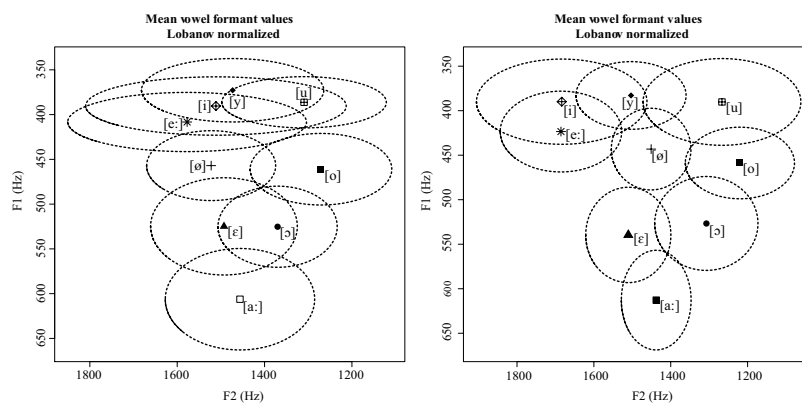 Mean vowel formant values
Lobanov normalized
F1 (Hz)
350
400
450
500
550
600
650
[i]
[y]
[u]
[e:]
[ø]
[o]
[ɛ]
[ɔ]
[a:]
1800
1600
1400
1200
F2 (Hz)
Mean vowel formant values
Lobanov normalized
F1 (Hz)
350
400
450
500
550
600
650
[i]
[y]
[u]
[e:]
[ø]
[o]
[ɔ]
[ɛ]
[a:]
1800
1600
1400
1200
F2 (Hz)